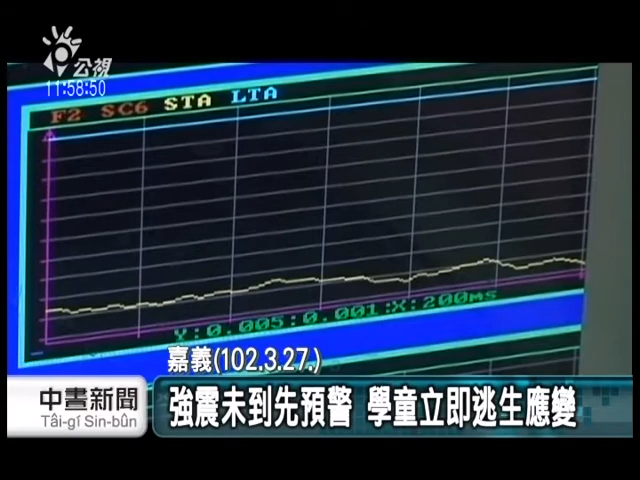 公視
11:58:50
F2 SC6 STA LTA
Y:0.005:0.001:X:200ms
嘉義(102.3.27.)
中晝新聞
Tâi-gí Sin-bûn
強震未到先預警 學童立即逃生應變